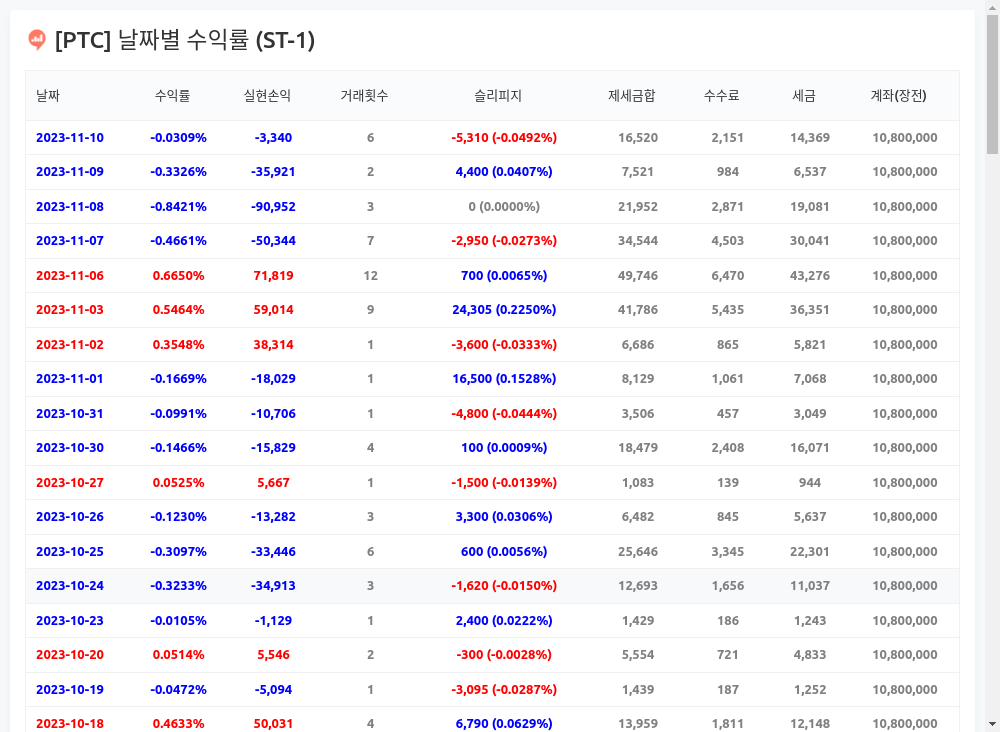 [PTC] 날짜별 수익률 (ST-1)
날짜 수익률 실현손익 거래횟수 슬리피지 제세금합 수수료 세금 계좌(장전)
2023-11-10 -0.0309% -3,340 6 -5,310 (-0.0492%) 16,520 2,151 14,369 10,800,000
2023-11-09 -0.3326% -35,921 2 4,400 (0.0407%) 7,521 984 6,537 10,800,000
2023-11-08 -0.8421% -90,952 3 0 (0.0000%) 21,952 2,871 19,081 10,800,000
2023-11-07 -0.4661% -50,344 7 -2,950 (-0.0273%) 34,544 4,503 30,041 10,800,000
2023-11-06 0.6650% 71,819 12 700 (0.0065%) 49,746 6,470 43,276 10,800,000
2023-11-03 0.5464% 59,014 9 24,305 (0.2250%) 41,786 5,435 36,351 10,800,000
2023-11-02 0.3548% 38,314 1 -3,600 (-0.0333%) 6,686 865 5,821 10,800,000
2023-11-01 -0.1669% -18,029 1 16,500 (0.1528%) 8,129 1,061 7,068 10,800,000
2023-10-31 -0.0991% -10,706 1 -4,800 (-0.0444%) 3,506 457 3,049 10,800,000
2023-10-30 -0.1466% -15,829 4 100 (0.0009%) 18,479 2,408 16,071 10,800,000
2023-10-27 0.0525% 5,667 1 -1,500 (-0.0139%) 1,083 139 944 10,800,000
2023-10-26 -0.1230% -13,282 3 3,300 (0.0306%) 6,482 845 5,637 10,800,000
2023-10-25 -0.3097% -33,446 6 600 (0.0056%) 25,646 3,345 22,301 10,800,000
2023-10-24 -0.3233% -34,913 3 -1,620 (-0.0150%) 12,693 1,656 11,037 10,800,000
2023-10-23 -0.0105% -1,129 1 2,400 (0.0222%) 1,429 186 1,243 10,800,000
2023-10-20 0.0514% 5,546 2 -300 (-0.0028%) 5,554 721 4,833 10,800,000
2023-10-19 -0.0472% -5,094 1 -3,095 (-0.0287%) 1,439 187 1,252 10,800,000
2023-10-18 0.4633% 50,031 4 6,790 (0.0629%) 13,959 1,811 12,148 10,800,000